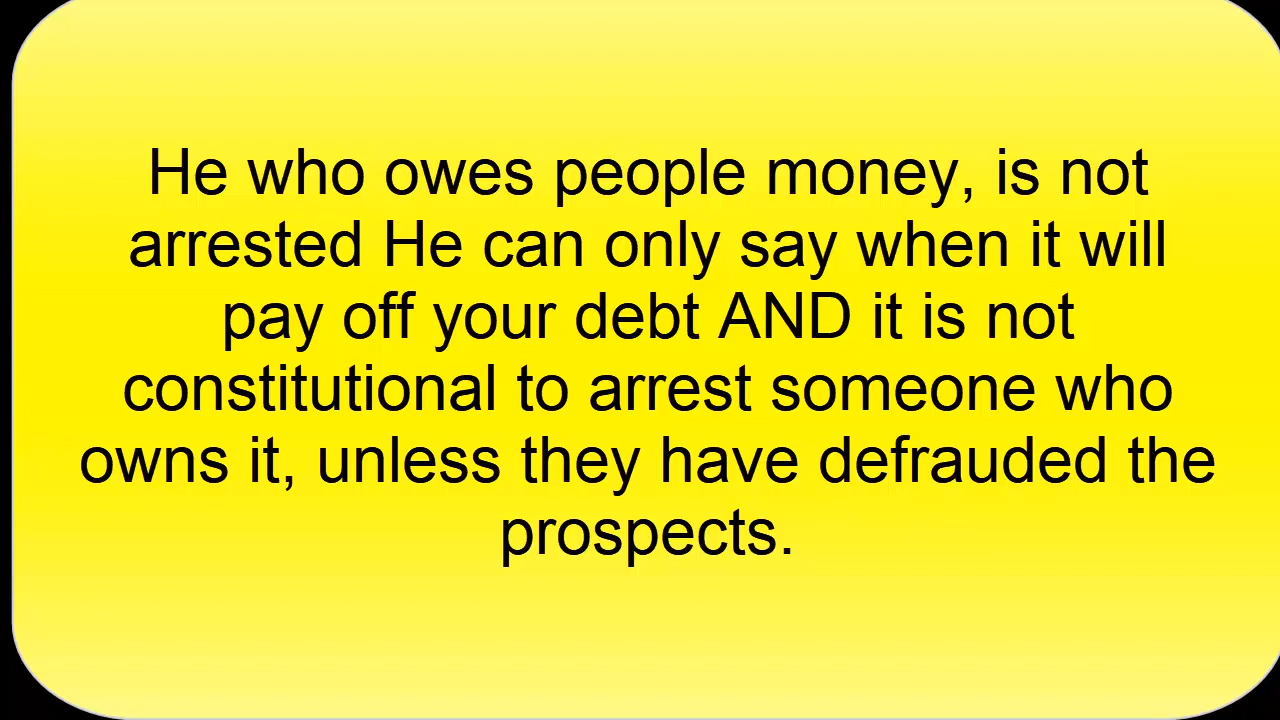 He who owes people money, is not
arrested He can only say when it will
pay off your debt AND it is not
constitutional to arrest someone who
owns it, unless they have defrauded the
prospects.